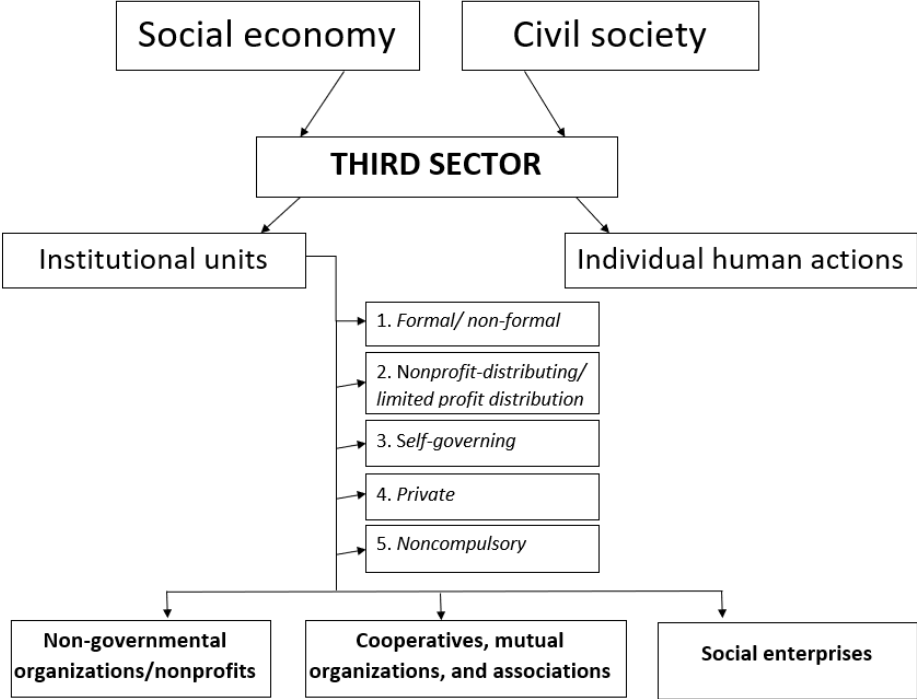 Social economy
Civil society
THIRD SECTOR
Institutional units
Individual human actions
1. Formal/ non-formal
2. Nonprofit-distributing/
limited profit distribution
3. Self-governing
4. Private
5. Noncompulsory
Non-governmental
organizations/nonprofits
Cooperatives, mutual
organizations, and associations
Social enterprises